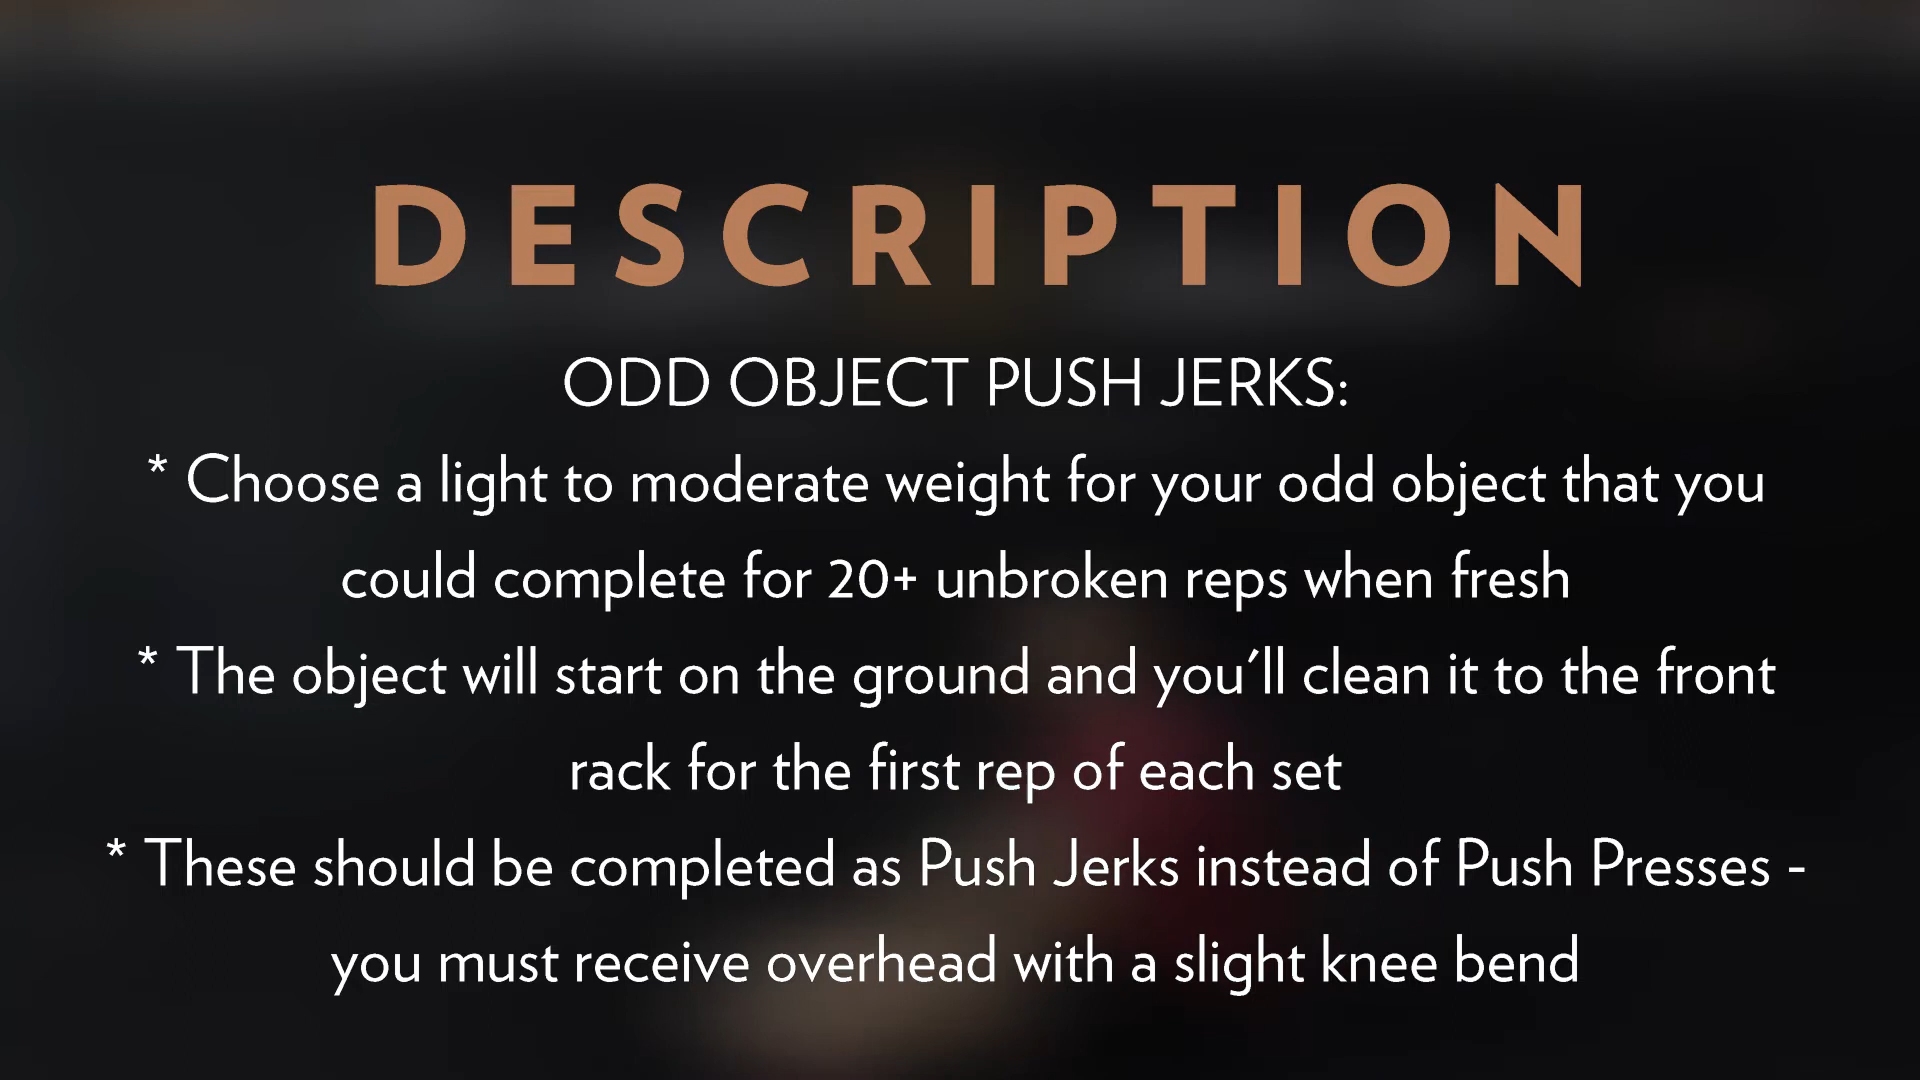 DESCRIPTION
ODD OBJECT PUSH JERKS:
* Choose a light to moderate weight for your odd object that you
could complete for 20+ unbroken reps when fresh
* The object will start on the ground and you'll clean it to the front
rack for the first rep of each set
* These should be completed as Push Jerks instead of Push Presses -
you must receive overhead with a slight knee bend